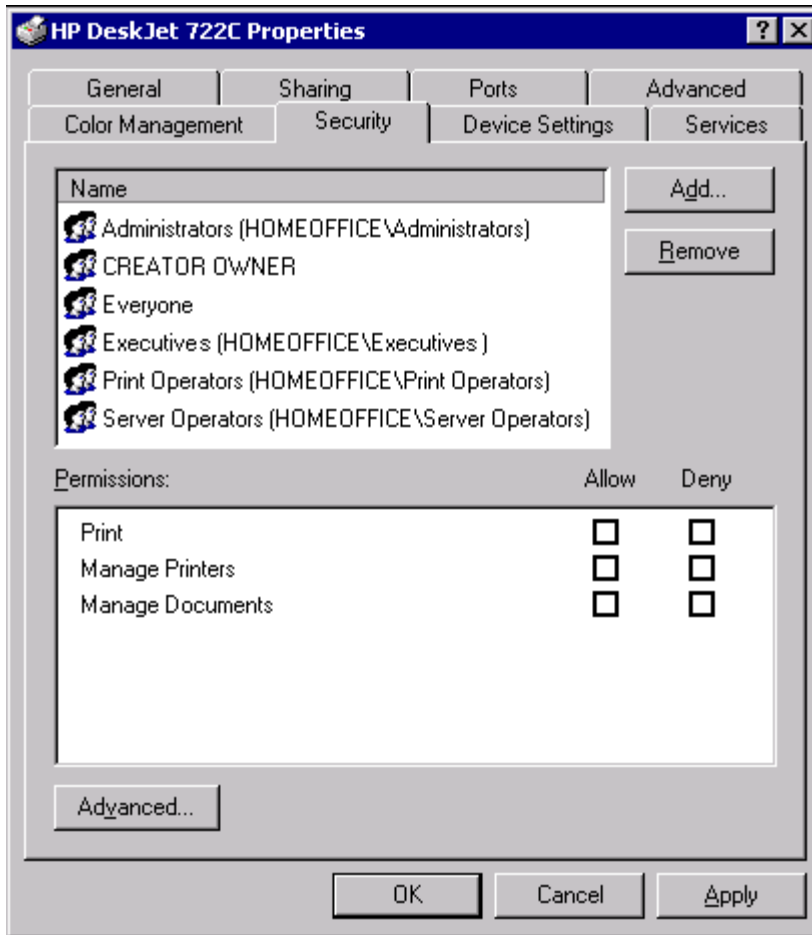 HP DeskJet 722C Properties
General Sharing Ports Advanced
Color Management Security Device Settings Services
Name
Add...
Administrators (HOMEOFFICE\Administrators)
CREATOR OWNER
Remove
Everyone
Executives (HOMEOFFICE\Executives )
Print Operators (HOMEOFFICE\Print Operators)
Server Operators (HOMEOFFICE\Server Operators)
Permissions: Allow Deny
Print
Manage Printers
Manage Documents
Advanced...
OK Cancel Apply